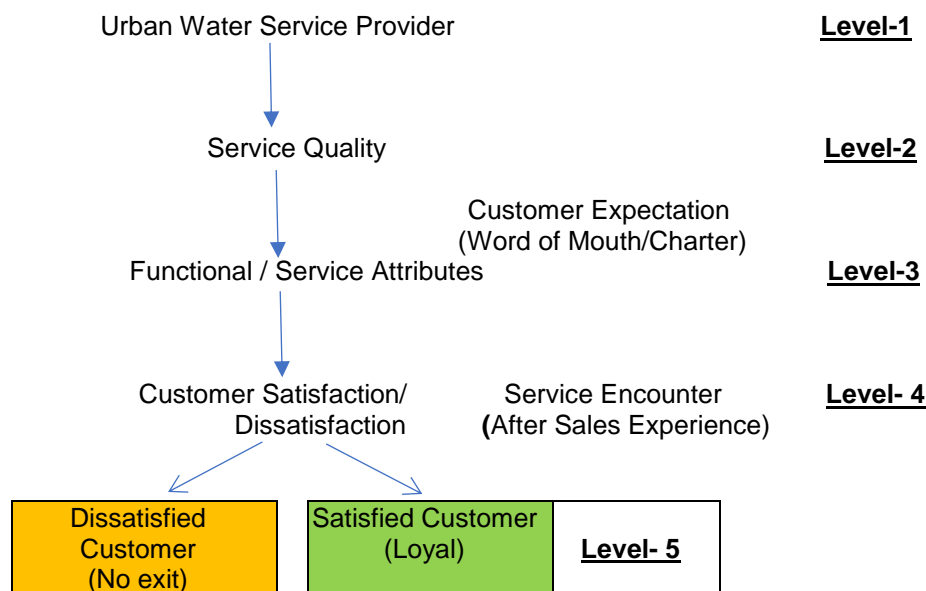 Urban Water Service Provider Level-1
Service Quality Level-2
Customer Expectation
(Word of Mouth/Charter)
Functional / Service Attributes Level-3
Customer Satisfaction/ Service Encounter Level- 4
Dissatisfaction (After Sales Experience)
Dissatisfied Satisfied Customer
Customer (Loyal) Level- 5
(No exit)